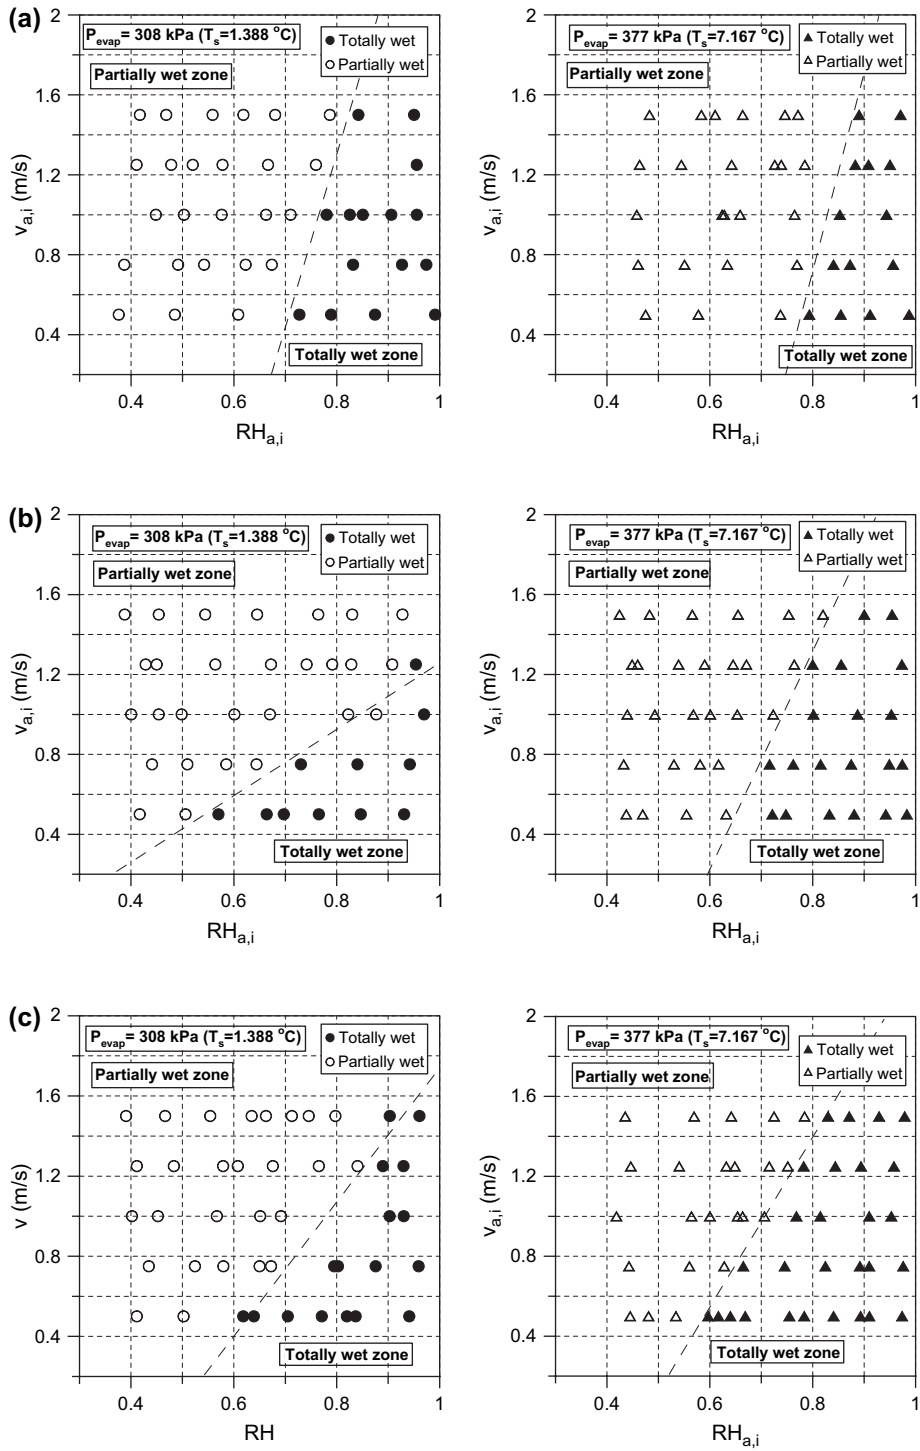 (a)
P_evap= 308 kPa (T_s=1.388 °C)
Totally wet
Partially wet
Partially wet zone
1.6
1.2
0.8
0.4
v_a,i (m/s)
Totally wet zone
0.4 0.6 0.8 1
RH_a,i
P_evap= 377 kPa (T_s=7.167 °C)
Totally wet
Partially wet
Partially wet zone
2
1.6
1.2
0.8
0.4
v_a,i (m/s)
Totally wet zone
0.4 0.6 0.8 1
RH_a,i
(b)
P_evap= 308 kPa (T_s=1.388 °C)
Totally wet
Partially wet
Partially wet zone
2
1.6
1.2
0.8
0.4
v_a,i (m/s)
Totally wet zone
0.4 0.6 0.8 1
RH_a,i
P_evap= 377 kPa (T_s=7.167 °C)
Totally wet
Partially wet
Partially wet zone
2
1.6
1.2
0.8
0.4
v_a,i (m/s)
Totally wet zone
0.4 0.6 0.8 1
RH_a,i
(c)
P_evap= 308 kPa (T_s=1.388 °C)
Totally wet
Partially wet
Partially wet zone
2
1.6
1.2
0.8
0.4
v (m/s)
Totally wet zone
0.4 0.6 0.8 1
RH
P_evap= 377 kPa (T_s=7.167 °C)
Totally wet
Partially wet
Partially wet zone
2
1.6
1.2
0.8
0.4
v_a,i (m/s)
Totally wet zone
0.4 0.6 0.8 1
RH_a,i